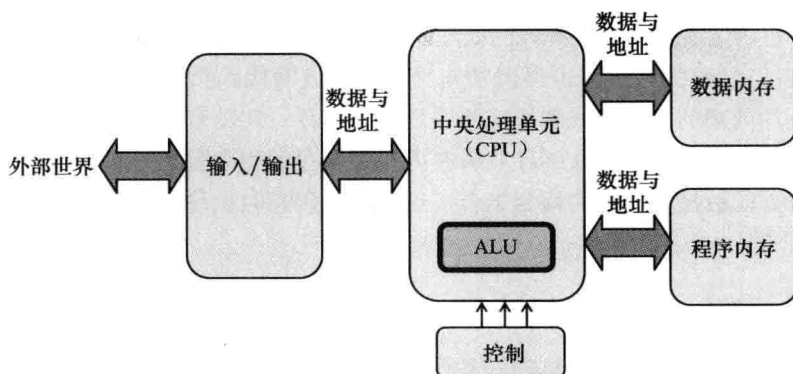 外部世界
输入/输出
数据与
地址
中央处理单元
（CPU）
ALU
控制
数据与
地址
数据内存
数据与
地址
程序内存